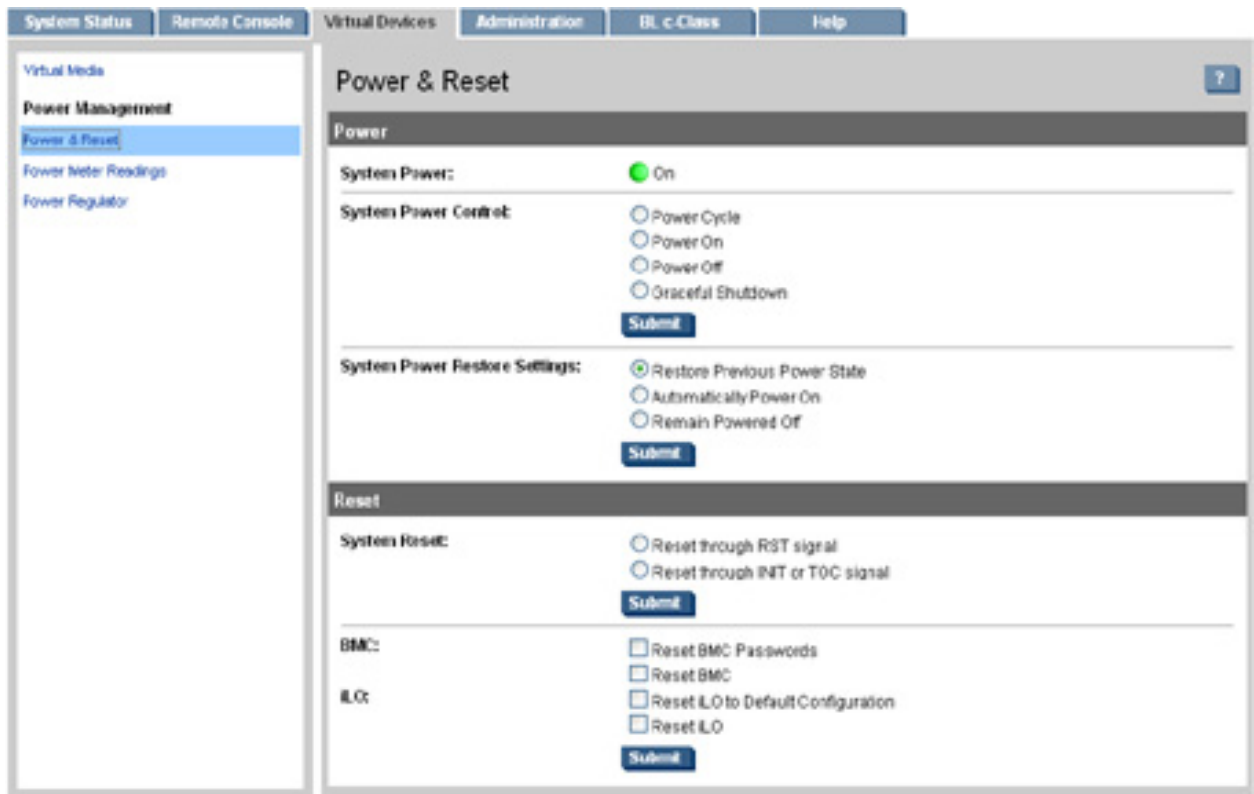 System Status Remote Console Virtual Devices Administration BL c-Class Help
Virtual Media
Power Management
Power & Reset
Power Meter Readings
Power Regulator
Power & Reset ?
Power
System Power: On
System Power Control: Power Cycle
Power On
Power Off
Graceful Shutdown
Submit
System Power Restore Settings: Restore Previous Power State
Automatically Power On
Remain Powered Off
Submit
Reset
System Reset: Reset through RST signal
Reset through INIT or TOC signal
Submit
BMC: Reset BMC Passwords
Reset BMC
iLO: Reset iLO to Default Configuration
Reset iLO
Submit